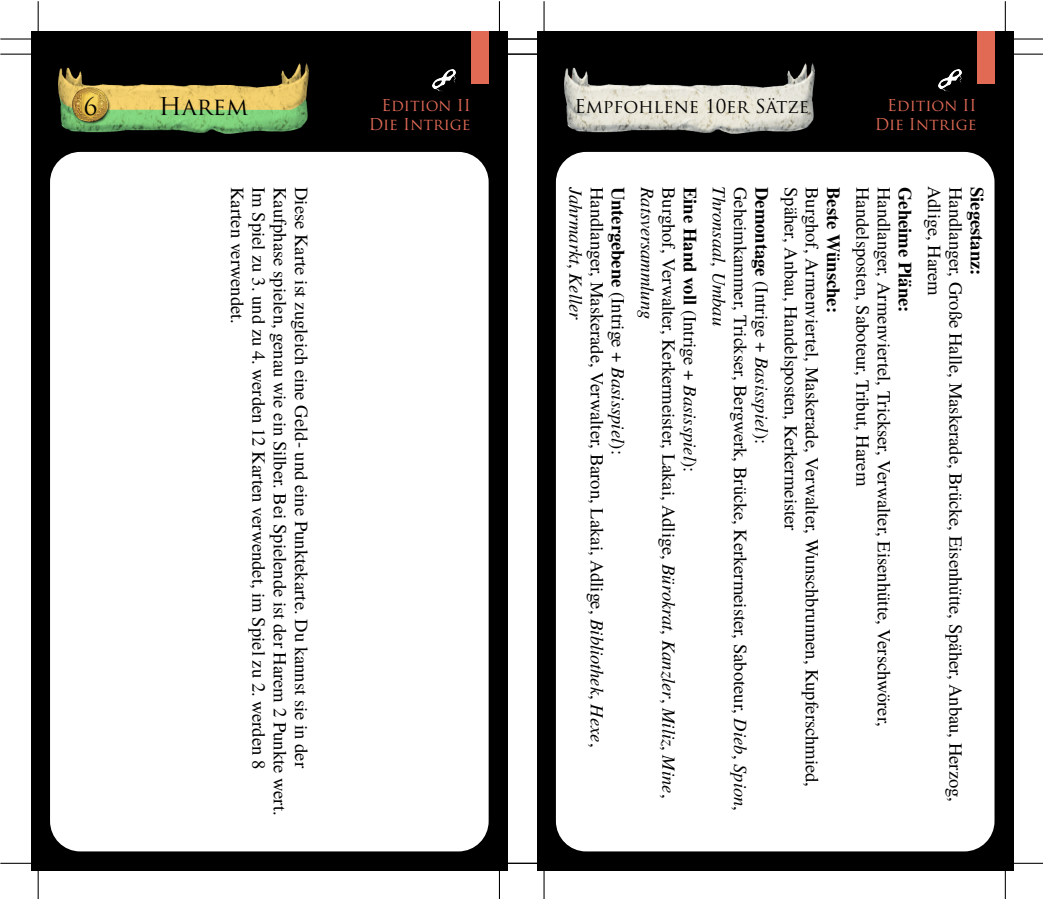 6
HAREM
EDITION II
DIE INTRIGE
Diese Karte ist zugleich eine Geld- und eine Punktekarte. Du kannst sie in der
Kaufphase spielen, genau wie ein Silber. Bei Spielende ist der Harem 2 Punkte wert.
Im Spiel zu 3. und zu 4. werden 12 Karten verwendet, im Spiel zu 2. werden 8
Karten verwendet.
EMPFOHLENE 10ER SÄTZE
EDITION II
DIE INTRIGE
Siegestanz:
Handlanger, Große Halle, Maskerade, Brücke, Eisenhütte, Späher, Anbau, Herzog,
Adlige, Harem
Geheime Pläne:
Handlanger, Armenviertel, Trickser, Verwalter, Eisenhütte, Verschwörer,
Handelsposten, Saboteur, Tribut, Harem
Beste Wünsche:
Burghof, Armenviertel, Maskerade, Verwalter, Wunschbrunnen, Kupferschmied,
Späher, Anbau, Handelsposten, Kerkermeister
Demontage (Intrige + Basisspiel):
Geheimkammer, Trickser, Bergwerk, Brücke, Kerkermeister, Saboteur, Dieb, Spion,
Thronsaal, Umbau
Eine Hand voll (Intrige + Basisspiel):
Burghof, Verwalter, Kerkermeister, Lakai, Adlige, Bürokrat, Kanzler, Miliz, Mine,
Ratsversammlung
Untergebene (Intrige + Basisspiel):
Handlanger, Maskerade, Verwalter, Baron, Lakai, Adlige, Bibliothek, Hexe,
Jahrmarkt, Keller